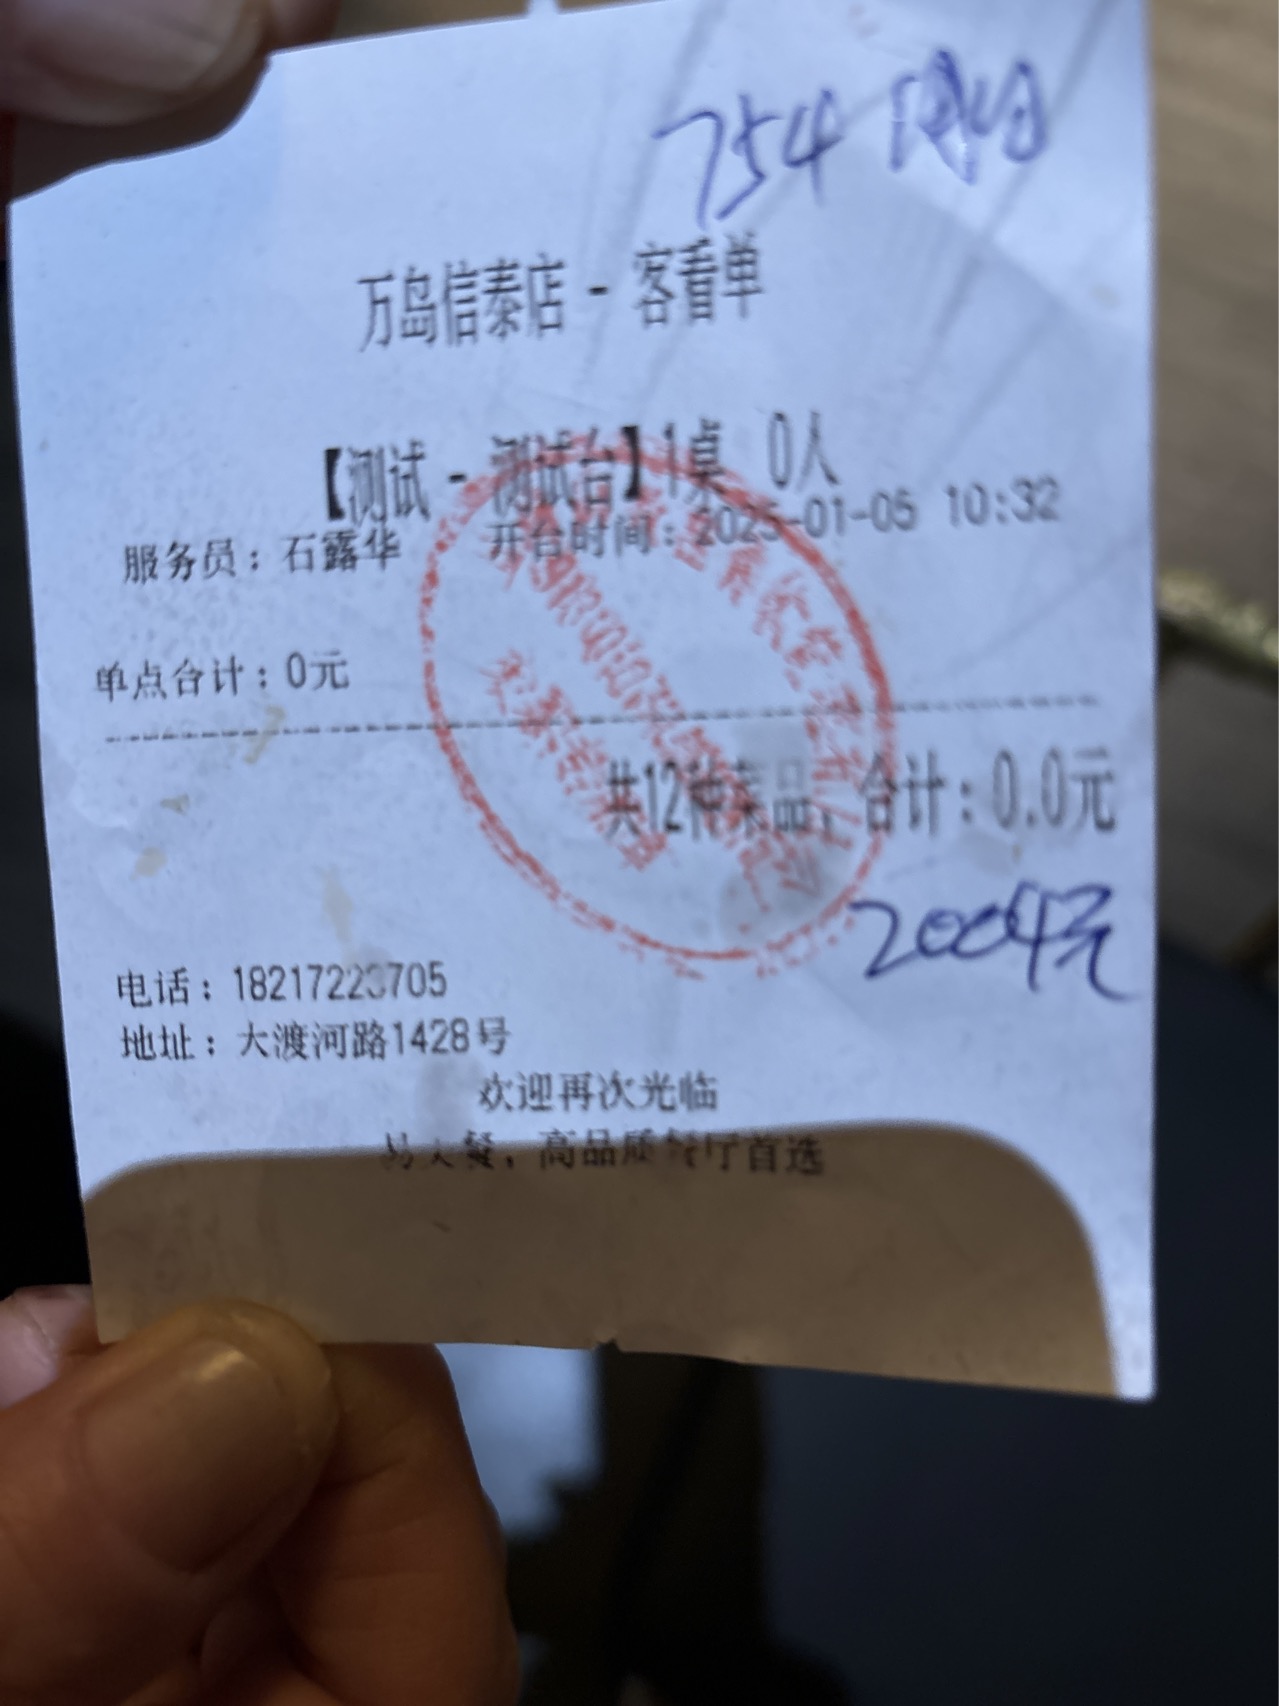 754
万岛信泰店 - 客看单
【测试 - 测试台】1桌 0人
服务员：石露华 开台时间：2025-01-05 10:32
单点合计：0元
共12种菜品，合计：0.0元
2004元
电话：18217223705
地址：大渡河路1428号
欢迎再次光临
易大餐，高品质餐厅首选